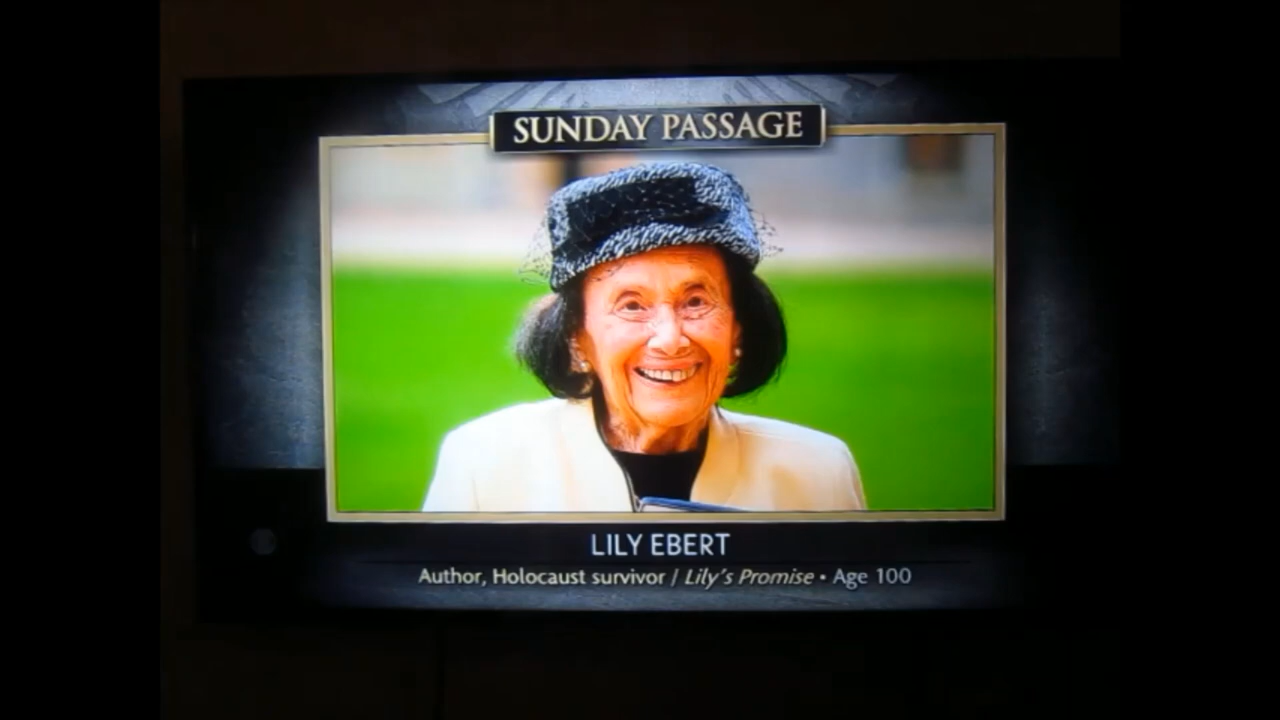 SUNDAY PASSAGE
LILY EBERT
Author, Holocaust survivor / Lily's Promise • Age 100